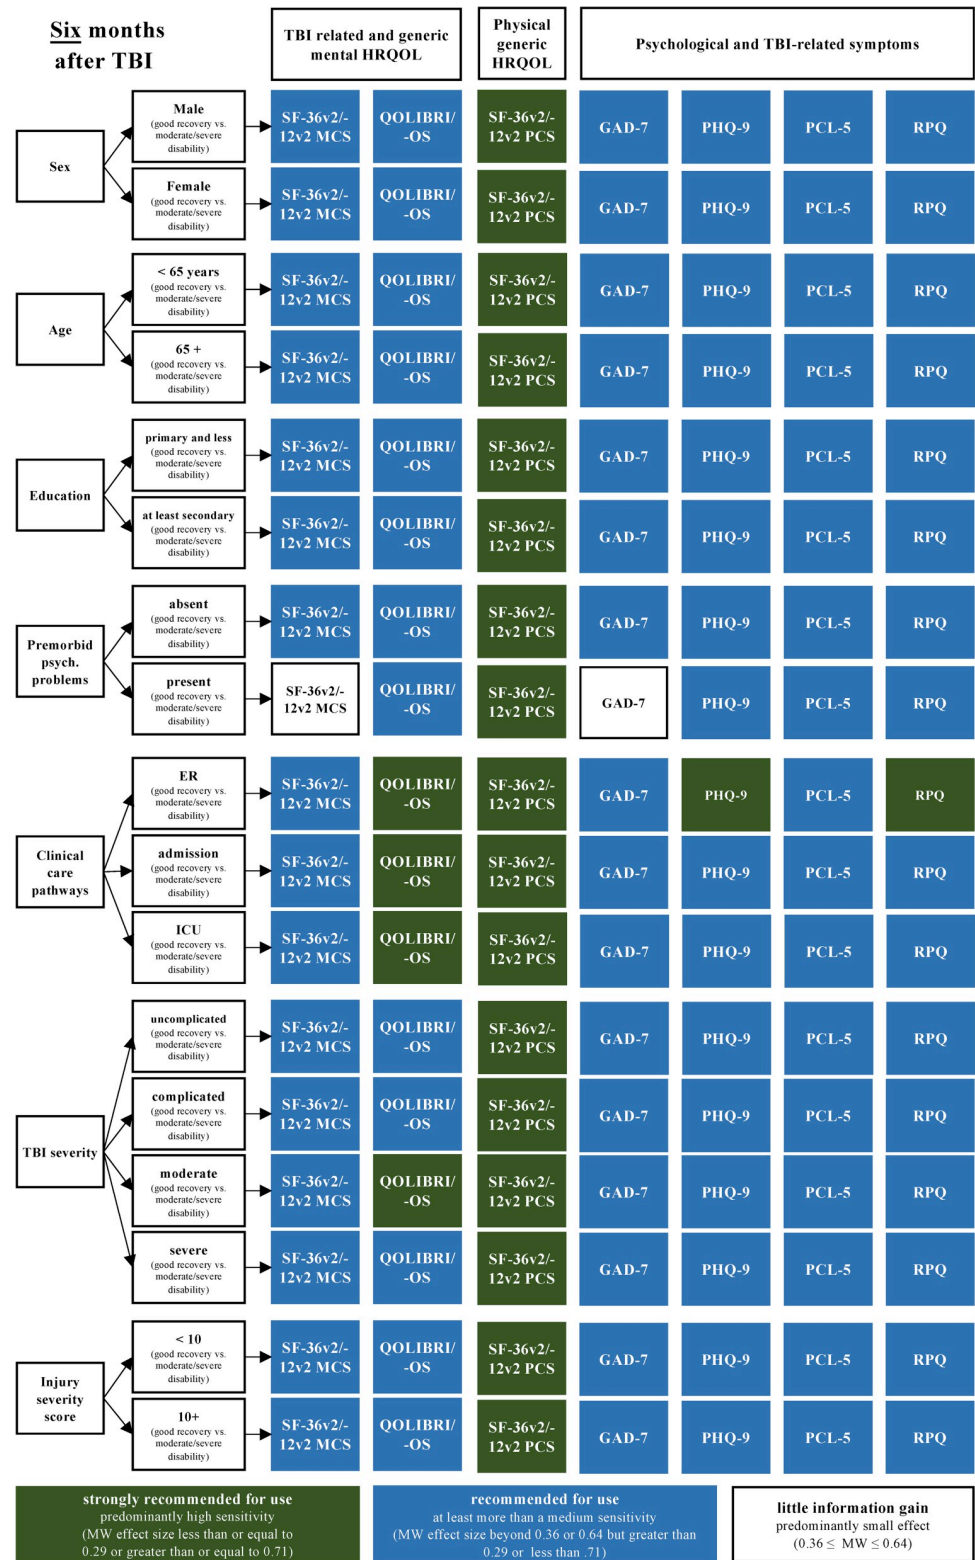 Six months
after TBI
TBI related and generic
mental HRQOL
Physical
generic
HRQOL
Psychological and TBI-related symptoms
Sex
Male
(good recovery vs.
moderate/severe
disability)
SF-36v2/-
12v2 MCS
QOLIBRI/
-OS
SF-36v2/-
12v2 PCS
GAD-7
PHQ-9
PCL-5
RPQ
Female
(good recovery vs.
moderate/severe
disability)
SF-36v2/-
12v2 MCS
QOLIBRI/
-OS
SF-36v2/-
12v2 PCS
GAD-7
PHQ-9
PCL-5
RPQ
Age
< 65 years
(good recovery vs.
moderate/severe
disability)
SF-36v2/-
12v2 MCS
QOLIBRI/
-OS
SF-36v2/-
12v2 PCS
GAD-7
PHQ-9
PCL-5
RPQ
65 +
(good recovery vs.
moderate/severe
disability)
SF-36v2/-
12v2 MCS
QOLIBRI/
-OS
SF-36v2/-
12v2 PCS
GAD-7
PHQ-9
PCL-5
RPQ
Education
primary and less
(good recovery vs.
moderate/severe
disability)
SF-36v2/-
12v2 MCS
QOLIBRI/
-OS
SF-36v2/-
12v2 PCS
GAD-7
PHQ-9
PCL-5
RPQ
at least secondary
(good recovery vs.
moderate/severe
disability)
SF-36v2/-
12v2 MCS
QOLIBRI/
-OS
SF-36v2/-
12v2 PCS
GAD-7
PHQ-9
PCL-5
RPQ
Premorbid
psych.
problems
absent
(good recovery vs.
moderate/severe
disability)
SF-36v2/-
12v2 MCS
QOLIBRI/
-OS
SF-36v2/-
12v2 PCS
GAD-7
PHQ-9
PCL-5
RPQ
present
(good recovery vs.
moderate/severe
disability)
SF-36v2/-
12v2 MCS
QOLIBRI/
-OS
SF-36v2/-
12v2 PCS
GAD-7
PHQ-9
PCL-5
RPQ
Clinical
care
pathways
ER
(good recovery vs.
moderate/severe
disability)
SF-36v2/-
12v2 MCS
QOLIBRI/
-OS
SF-36v2/-
12v2 PCS
GAD-7
PHQ-9
PCL-5
RPQ
admission
(good recovery vs.
moderate/severe
disability)
SF-36v2/-
12v2 MCS
QOLIBRI/
-OS
SF-36v2/-
12v2 PCS
GAD-7
PHQ-9
PCL-5
RPQ
ICU
(good recovery vs.
moderate/severe
disability)
SF-36v2/-
12v2 MCS
QOLIBRI/
-OS
SF-36v2/-
12v2 PCS
GAD-7
PHQ-9
PCL-5
RPQ
TBI severity
uncomplicated
(good recovery vs.
moderate/severe
disability)
SF-36v2/-
12v2 MCS
QOLIBRI/
-OS
SF-36v2/-
12v2 PCS
GAD-7
PHQ-9
PCL-5
RPQ
complicated
(good recovery vs.
moderate/severe
disability)
SF-36v2/-
12v2 MCS
QOLIBRI/
-OS
SF-36v2/-
12v2 PCS
GAD-7
PHQ-9
PCL-5
RPQ
moderate
(good recovery vs.
moderate/severe
disability)
SF-36v2/-
12v2 MCS
QOLIBRI/
-OS
SF-36v2/-
12v2 PCS
GAD-7
PHQ-9
PCL-5
RPQ
severe
(good recovery vs.
moderate/severe
disability)
SF-36v2/-
12v2 MCS
QOLIBRI/
-OS
SF-36v2/-
12v2 PCS
GAD-7
PHQ-9
PCL-5
RPQ
Injury
severity
score
< 10
(good recovery vs.
moderate/severe
disability)
SF-36v2/-
12v2 MCS
QOLIBRI/
-OS
SF-36v2/-
12v2 PCS
GAD-7
PHQ-9
PCL-5
RPQ
10+
(good recovery vs.
moderate/severe
disability)
SF-36v2/-
12v2 MCS
QOLIBRI/
-OS
SF-36v2/-
12v2 PCS
GAD-7
PHQ-9
PCL-5
RPQ
strongly recommended for use
predominantly high sensitivity
(MW effect size less than or equal to
0.29 or greater than or equal to 0.71)
recommended for use
at least more than a medium sensitivity
(MW effect size beyond 0.36 or 0.64 but greater than
0.29 or less than .71)
little information gain
predominantly small effect
(0.36 ≤ MW ≤ 0.64)